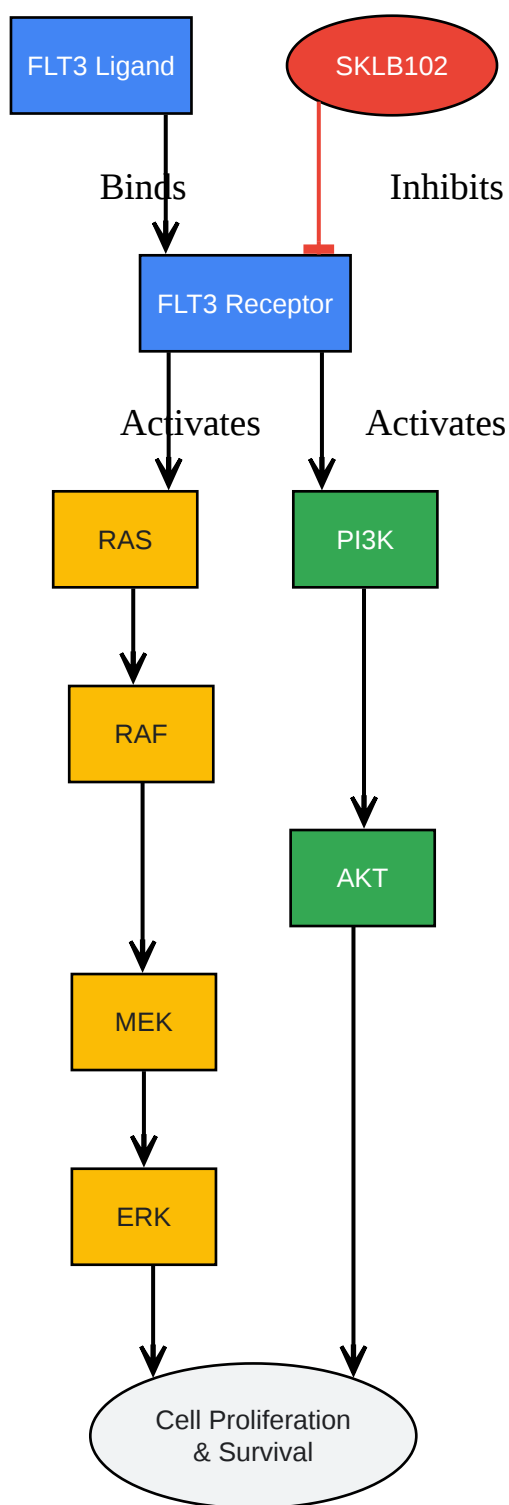 FLT3 Ligand
SKLB102
Binds
Inhibits
FLT3 Receptor
Activates
Activates
RAS
PI3K
RAF
AKT
MEK
ERK
Cell Proliferation
& Survival